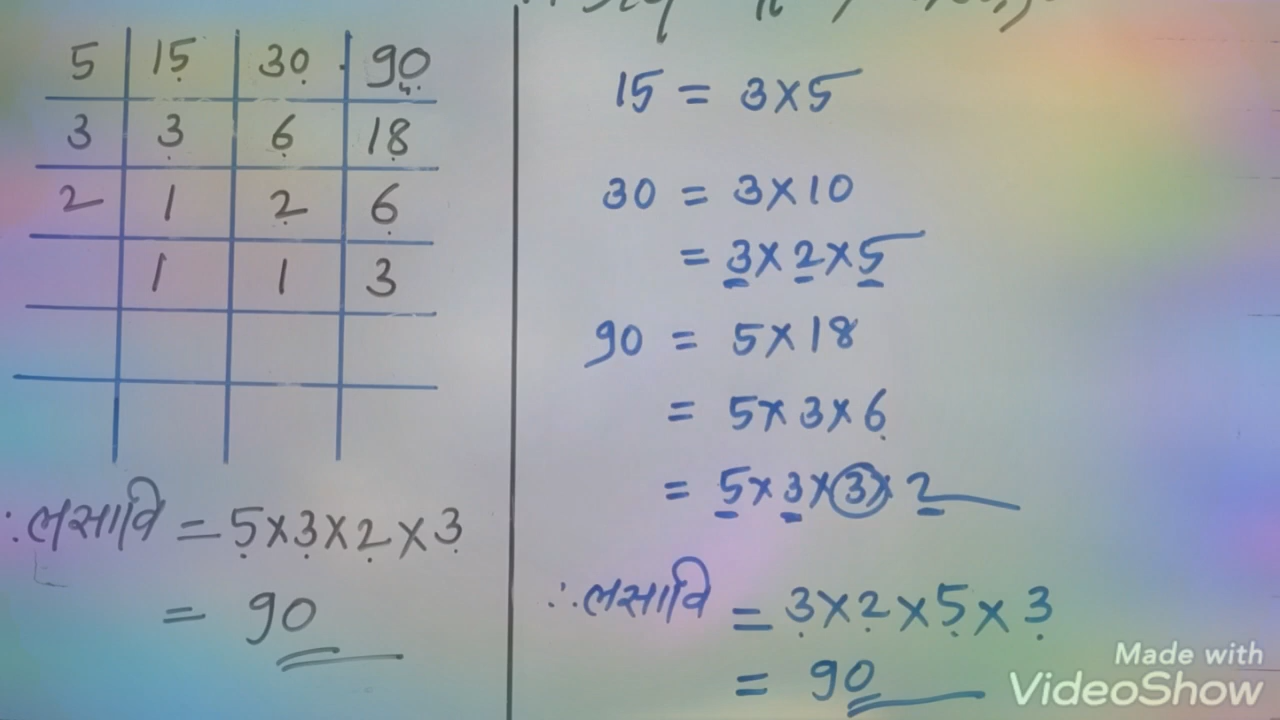 5 15 30 90
3 3 6 18
2 1 2 6
1 1 3
∴ लसावि = 5×3×2×3
= 90
15 = 3×5
30 = 3×10
= 3×2×5
90 = 5×18
= 5×3×6
= 5×3×3×2
∴ लसावि = 3×2×5×3
= 90
Made with
VideoShow